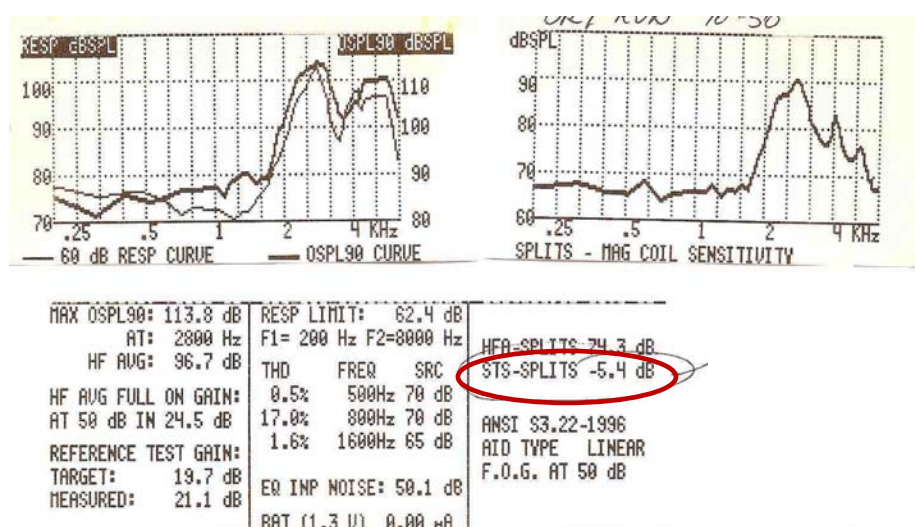 RESP dBSPL OSPL90 dBSPL
100
90
80
70
110
100
90
80
.25 .5 1 2 4 KHz
60 dB RESP CURVE OSPL90 CURVE
dBSPL
90
80
70
60
.25 .5 1 2 4 KHz
SPLITS - MAG COIL SENSITIVITY
MAX OSPL90: 113.8 dB
AT: 2800 Hz
HF AVG: 96.7 dB
HF AVG FULL ON GAIN:
AT 50 dB IN 24.5 dB
REFERENCE TEST GAIN:
TARGET: 19.7 dB
MEASURED: 21.1 dB
RESP LIMIT: 62.4 dB
F1= 200 Hz F2=8000 Hz
THD FREQ SRC
0.5% 500Hz 70 dB
17.0% 800Hz 70 dB
1.6% 1600Hz 65 dB
EQ INP NOISE: 50.1 dB
BAT (1.3 V) 0.00 mA
HFA-SPLITS 74.3 dB
STS-SPLITS -5.4 dB
ANSI S3.22-1996
AID TYPE LINEAR
F.O.G. AT 50 dB